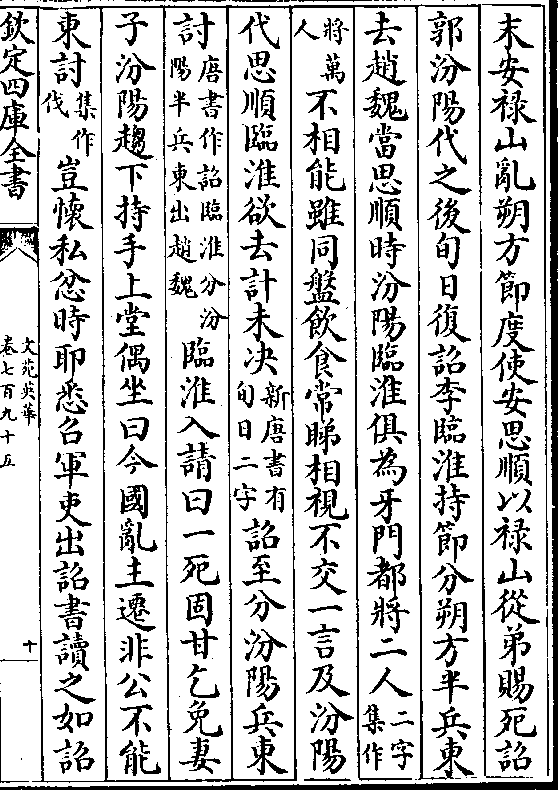 末安禄山亂朔方節度使安思順以禄山從弟賜死詔
郭汾陽代之後旬日復詔李臨淮持節分朔方半兵東
去趙魏當思順時汾陽臨淮俱為牙門都將二人二字集作
將萬人不相能雖同盤飲食常睇相視不交一言及汾陽
代思順臨淮欲去計未決新唐書有旬日二字詔至分汾陽兵東
討唐書作詔臨淮分汾陽半兵東出趙魏臨淮入請曰一死固甘乞免妻
子汾陽趨下持手上堂偶坐曰今國亂主遷非公不能
東討集作伐豈懷私忿時耶悉召軍吏出詔書讀之如詔
欽定四庫全書
文苑英華
卷七百九十五
十